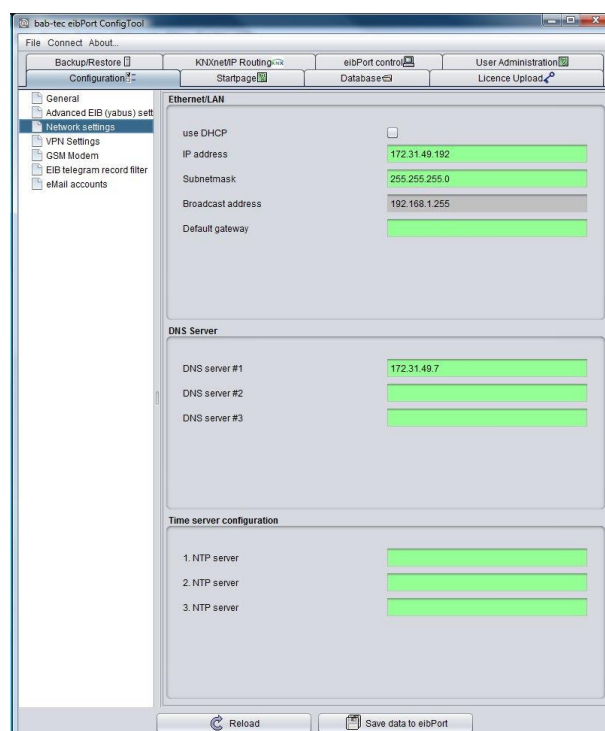 bab-tec eibPort ConfigTool
File Connect About...
Backup/Restore KNXnet/IP Routing eibPort control User Administration
Configuration Startpage Database Licence Upload
General
Advanced EIB (yabus) sett
Network settings
VPN Settings
GSM Modem
EIB telegram record filter
eMail accounts
Ethernet/LAN
use DHCP
IP address 172.31.49.192
Subnetmask 255.255.255.0
Broadcast address 192.168.1.255
Default gateway
DNS Server
DNS server #1 172.31.49.7
DNS server #2
DNS server #3
Time server configuration
1. NTP server
2. NTP server
3. NTP server
Reload Save data to eibPort